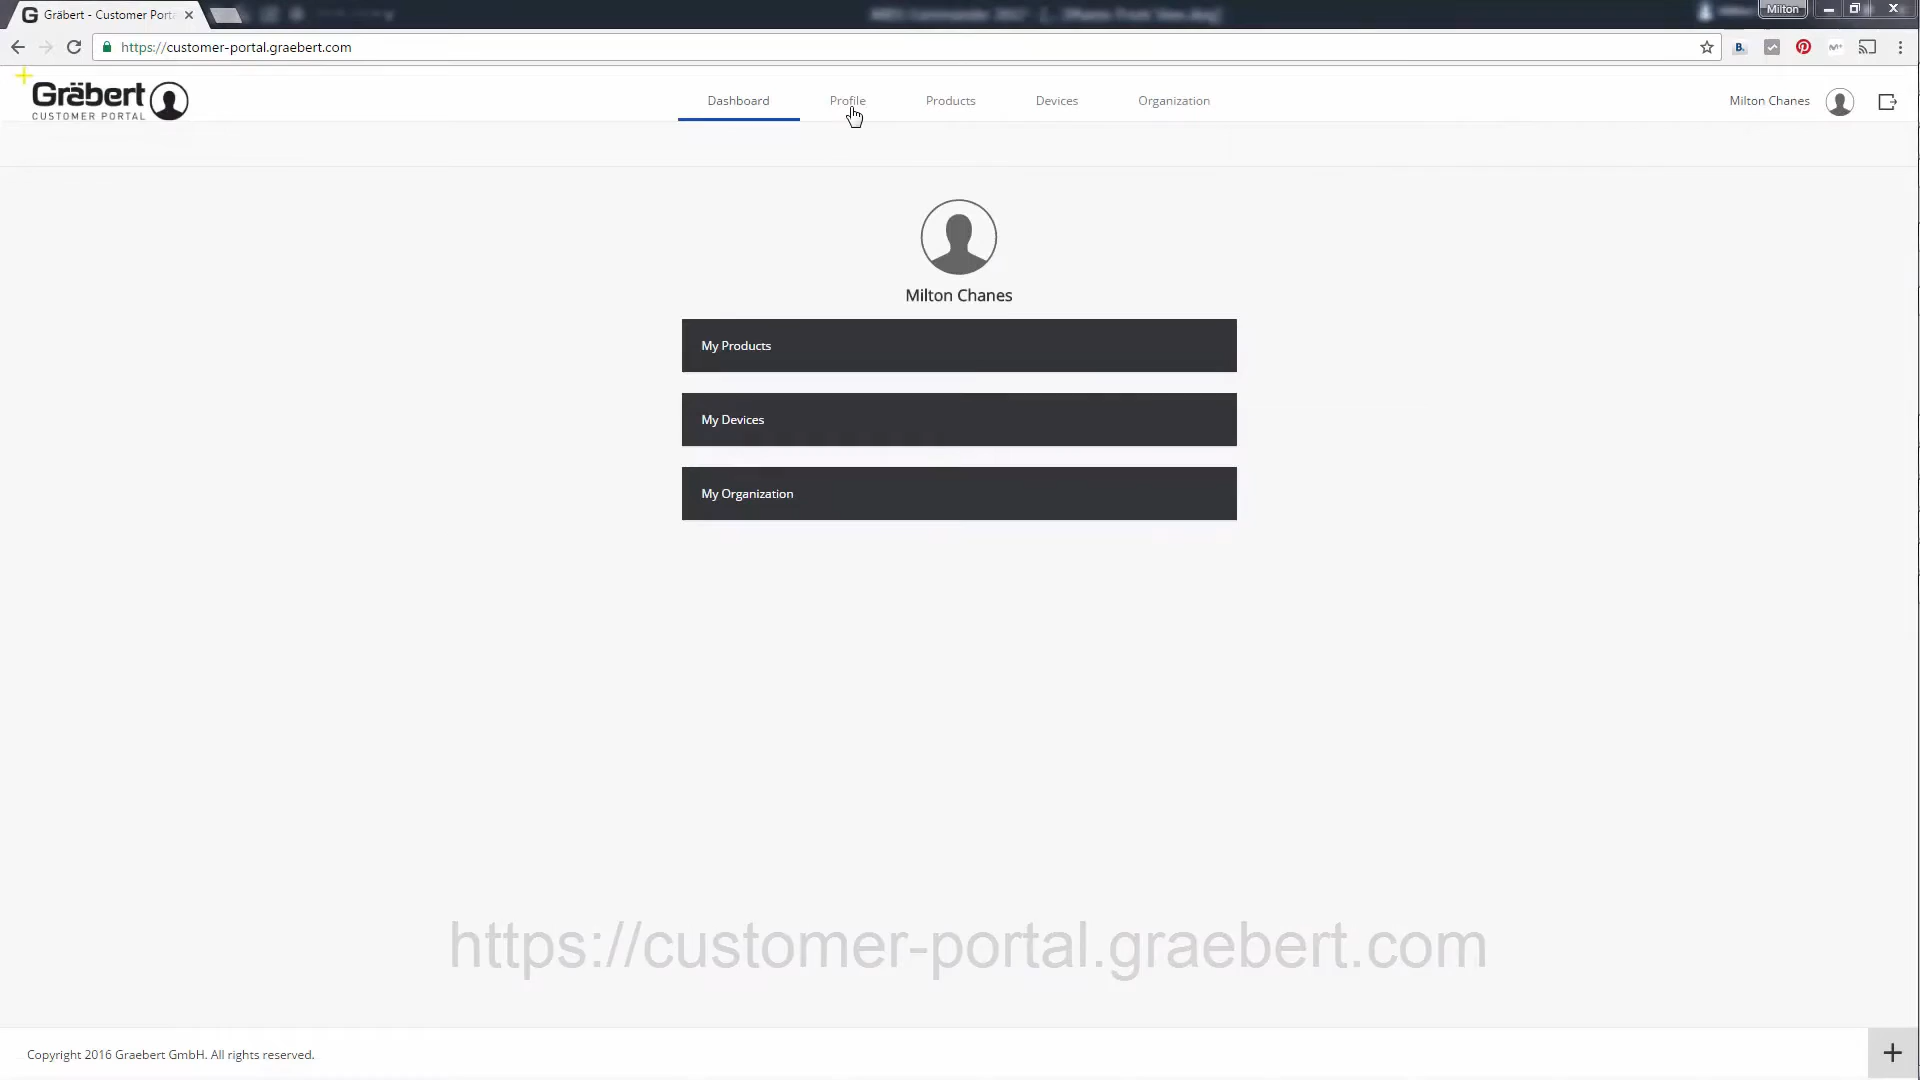 Gräbert - Customer Port
Milton
https://customer-portal.graebert.com
Gräbert
CUSTOMER PORTAL
Dashboard
Profile
Products
Devices
Organization
Milton Chanes
Milton Chanes
My Products
My Devices
My Organization
https://customer-portal.graebert.com
Copyright 2016 Graebert GmbH. All rights reserved.